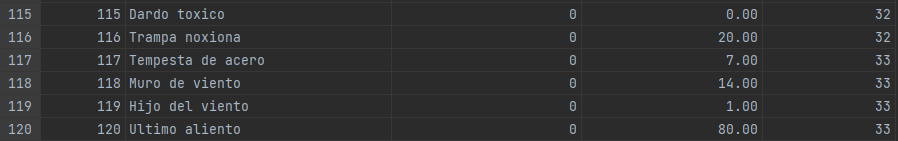 115 115 Dardo toxico 0 0.00 32
116 116 Trampa noxiona 0 20.00 32
117 117 Tempesta de acero 0 7.00 33
118 118 Muro de viento 0 14.00 33
119 119 Hijo del viento 0 1.00 33
120 120 Ultimo aliento 0 80.00 33